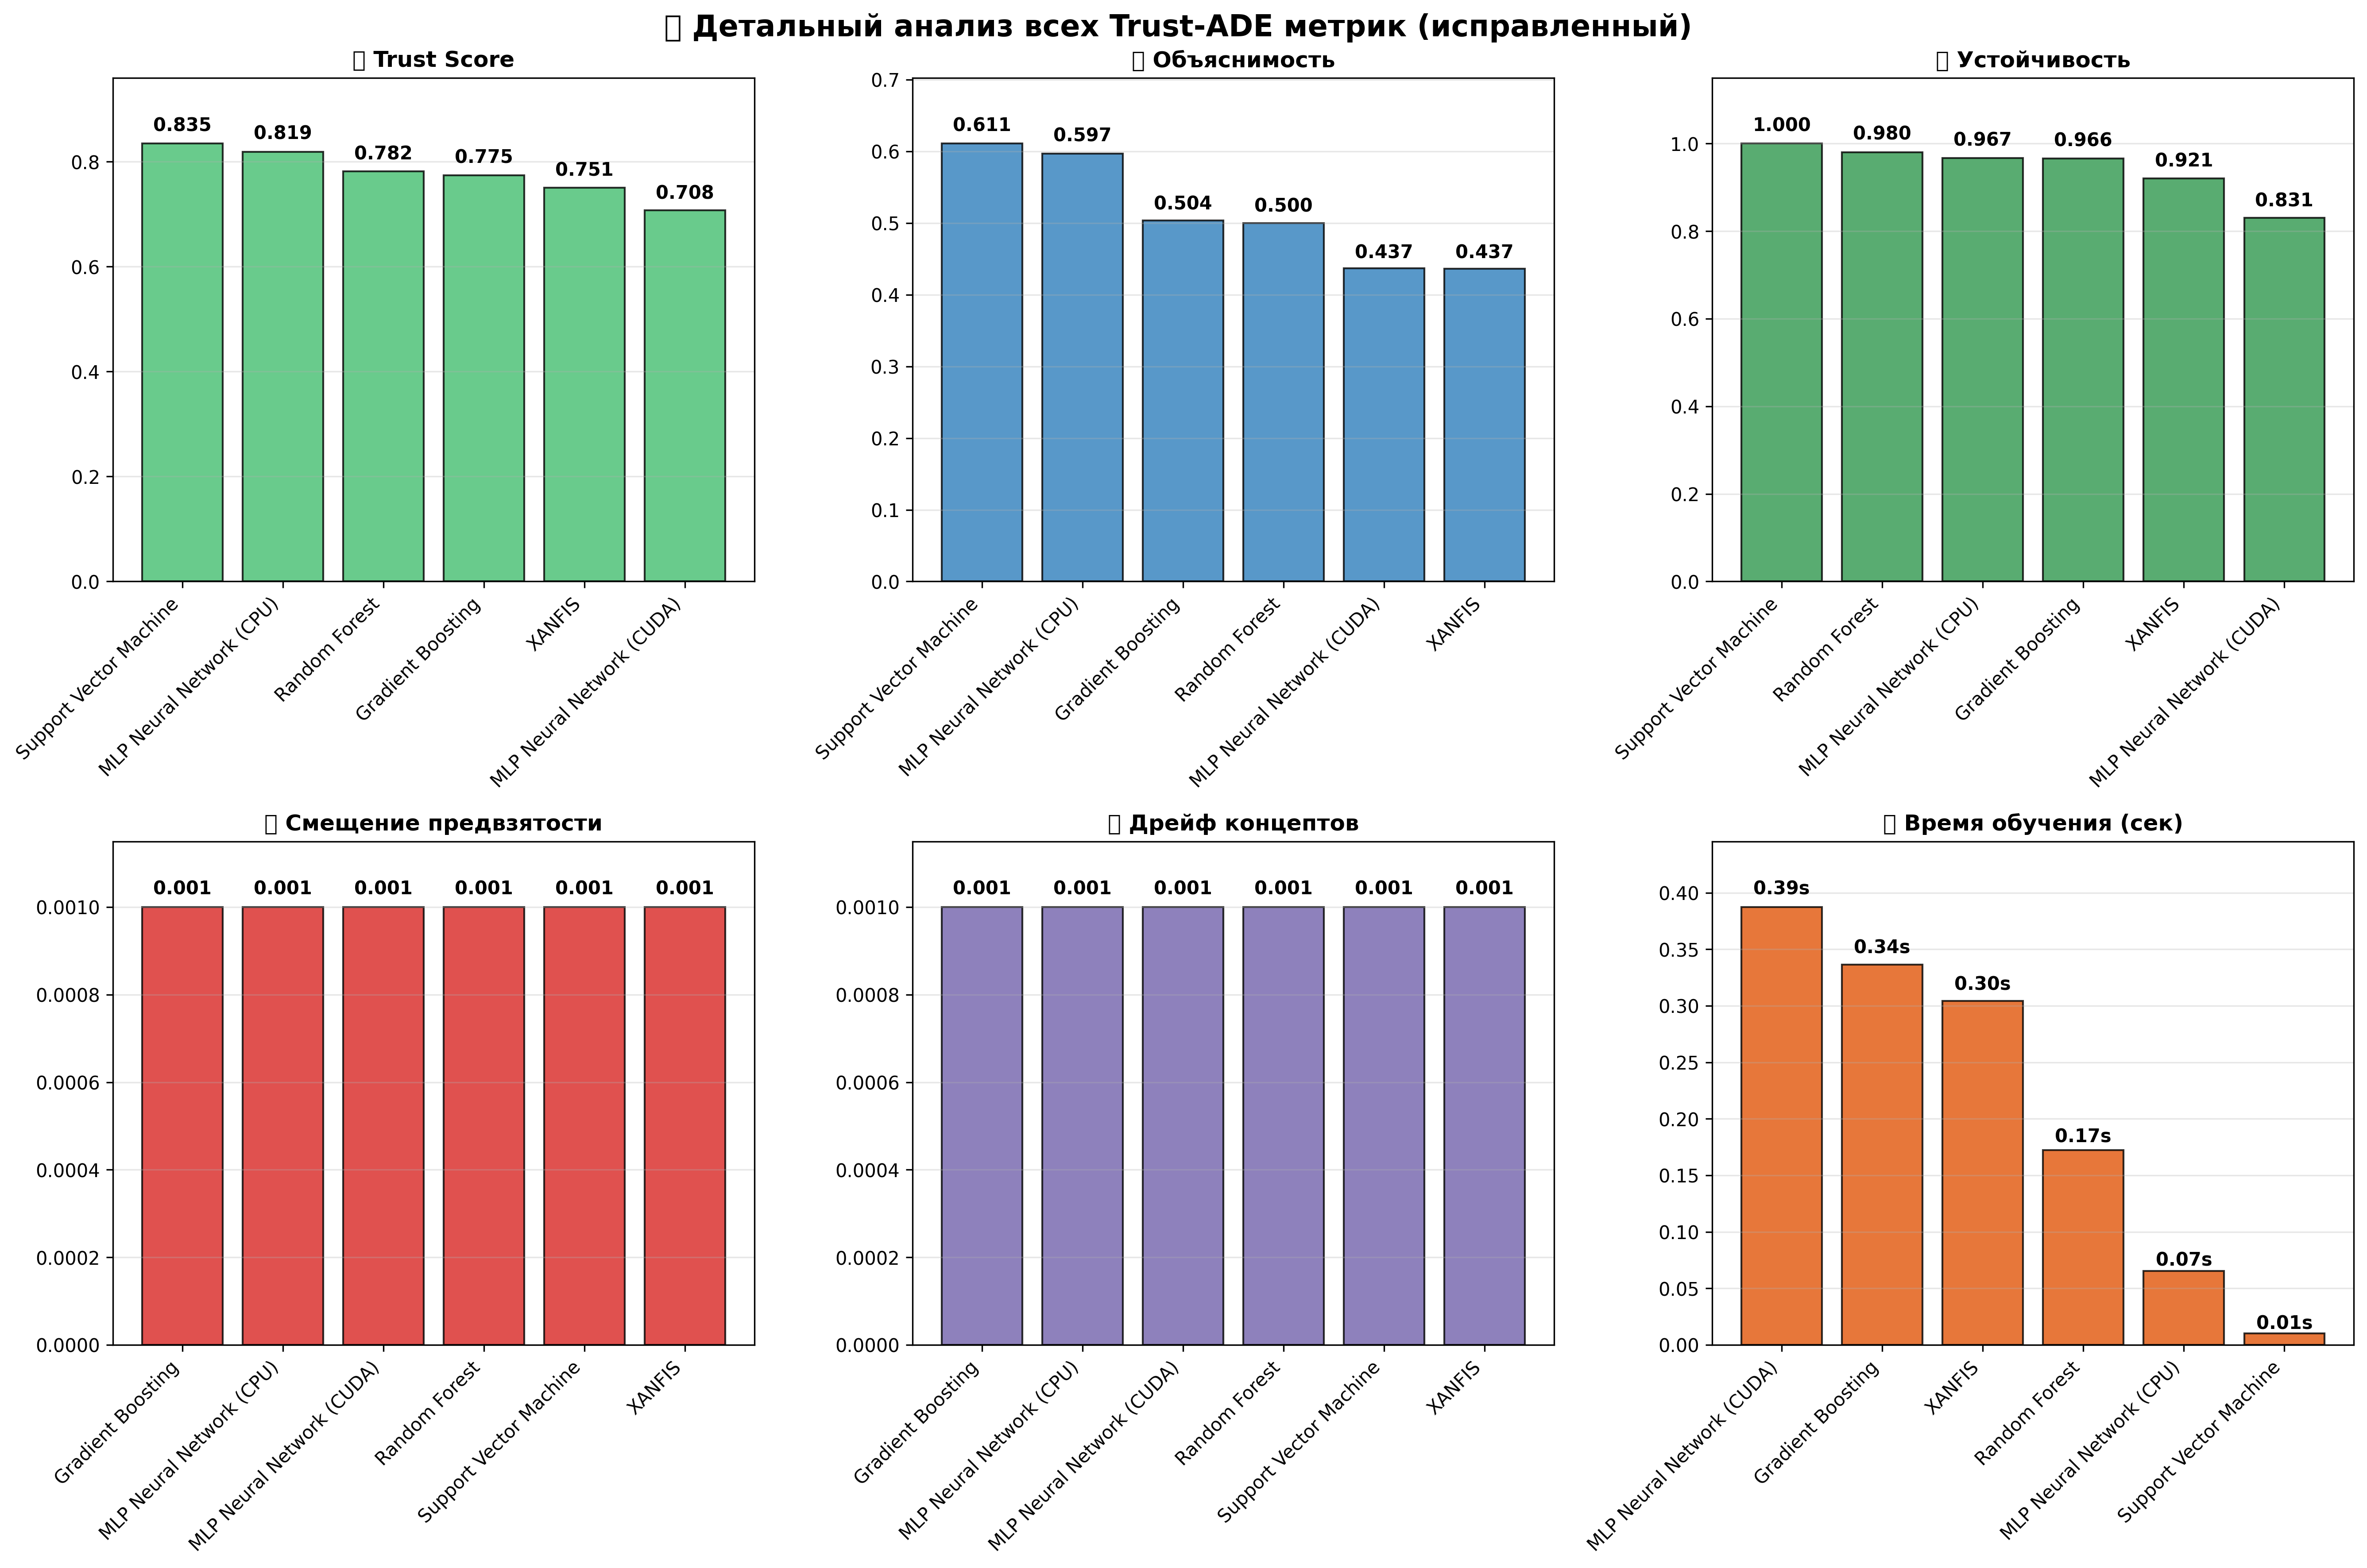 Детальный анализ всех Trust-ADE метрик (исправленный)
Trust Score
0.8
0.6
0.4
0.2
0.0
0.835
0.819
0.782
0.775
0.751
0.708
Support Vector Machine
MLP Neural Network (CPU)
Random Forest
Gradient Boosting
XANFIS
MLP Neural Network (CUDA)
Объяснимость
0.7
0.6
0.5
0.4
0.3
0.2
0.1
0.0
0.611
0.597
0.504
0.500
0.437
0.437
Support Vector Machine
MLP Neural Network (CPU)
Gradient Boosting
Random Forest
MLP Neural Network (CUDA)
XANFIS
Устойчивость
1.0
0.8
0.6
0.4
0.2
0.0
1.000
0.980
0.967
0.966
0.921
0.831
Support Vector Machine
Random Forest
MLP Neural Network (CPU)
Gradient Boosting
XANFIS
MLP Neural Network (CUDA)
Смещение предвзятости
0.0010
0.0008
0.0006
0.0004
0.0002
0.0000
0.001
0.001
0.001
0.001
0.001
0.001
Gradient Boosting
MLP Neural Network (CPU)
MLP Neural Network (CUDA)
Random Forest
Support Vector Machine
XANFIS
Дрейф концептов
0.0010
0.0008
0.0006
0.0004
0.0002
0.0000
0.001
0.001
0.001
0.001
0.001
0.001
Gradient Boosting
MLP Neural Network (CPU)
MLP Neural Network (CUDA)
Random Forest
Support Vector Machine
XANFIS
Время обучения (сек)
0.40
0.35
0.30
0.25
0.20
0.15
0.10
0.05
0.00
0.39s
0.34s
0.30s
0.17s
0.07s
0.01s
MLP Neural Network (CUDA)
Gradient Boosting
XANFIS
Random Forest
MLP Neural Network (CPU)
Support Vector Machine